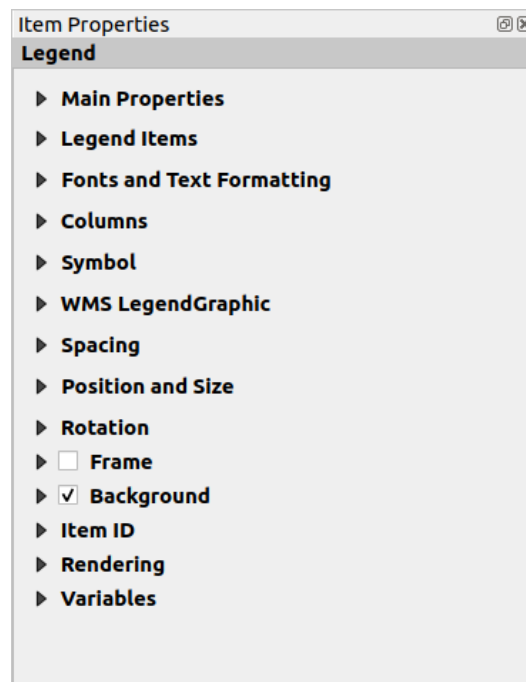 Item Properties
Legend
Main Properties
Legend Items
Fonts and Text Formatting
Columns
Symbol
WMS LegendGraphic
Spacing
Position and Size
Rotation
Frame
Background
Item ID
Rendering
Variables